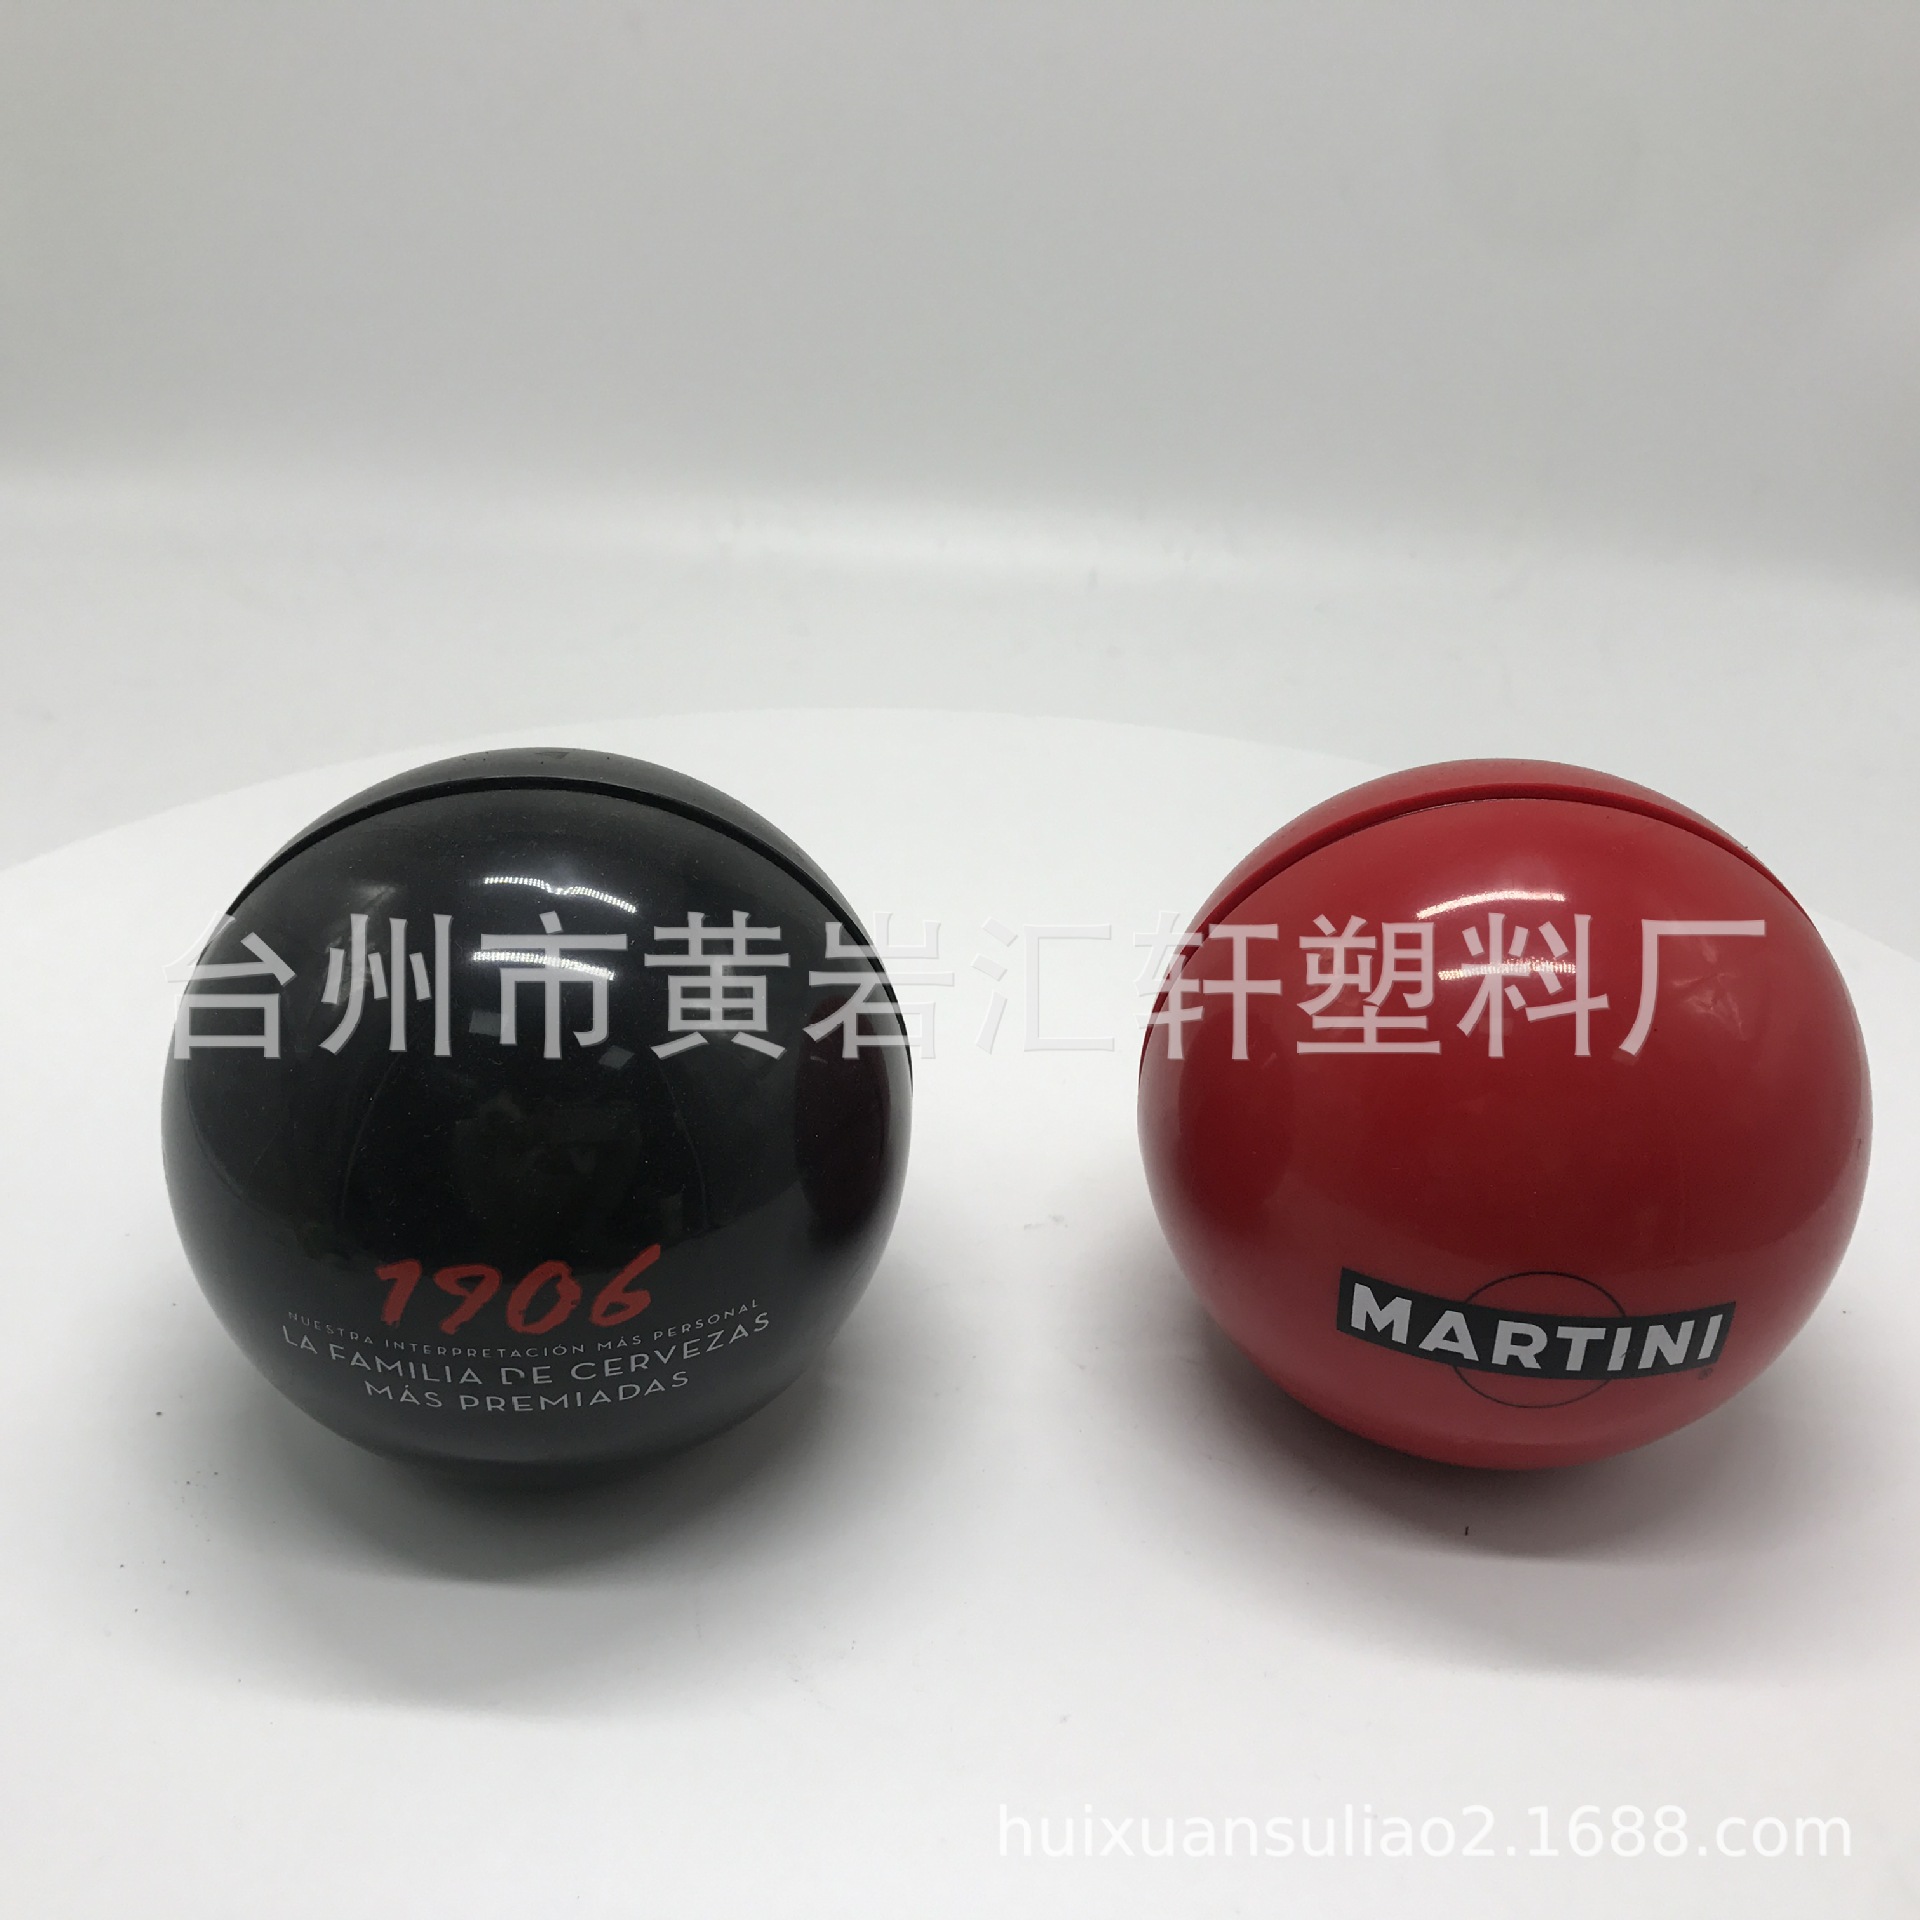 台州市黄岩汇轩塑料厂
1906
NUESTRA INTERPRETACIÓN MÁS PERSONAL
LA FAMILIA DE CERVEZAS
MÁS PREMIADAS
MARTINI
®
huixuansuliao2.1688.com